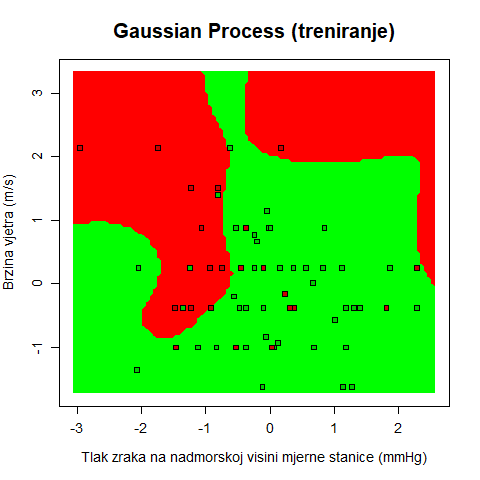 Gaussian Process (treniranje)
Brzina vjetra (m/s)
3
2
1
0
-1
-3 -2 -1 0 1 2
Tlak zraka na nadmorskoj visini mjerne stanice (mmHg)